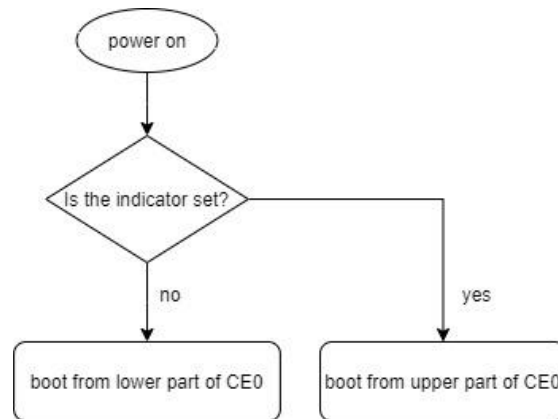 power on
Is the indicator set?
no
yes
boot from lower part of CE0
boot from upper part of CE0